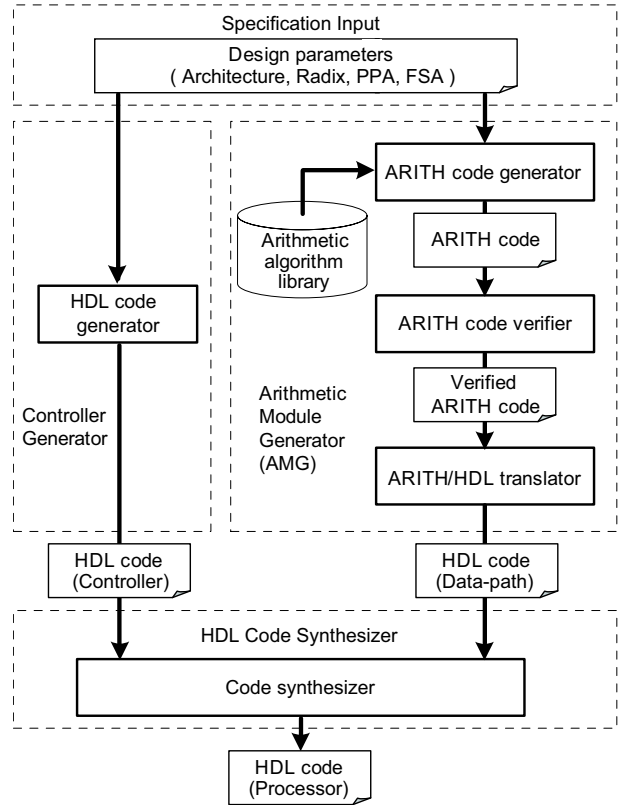 Specification Input
Design parameters
( Architecture, Radix, PPA, FSA )
ARITH code generator
Arithmetic
algorithm
library
ARITH code
HDL code
generator
ARITH code verifier
Verified
ARITH code
Controller
Generator
Arithmetic
Module
Generator
(AMG)
ARITH/HDL translator
HDL code
(Controller)
HDL code
(Data-path)
HDL Code Synthesizer
Code synthesizer
HDL code
(Processor)